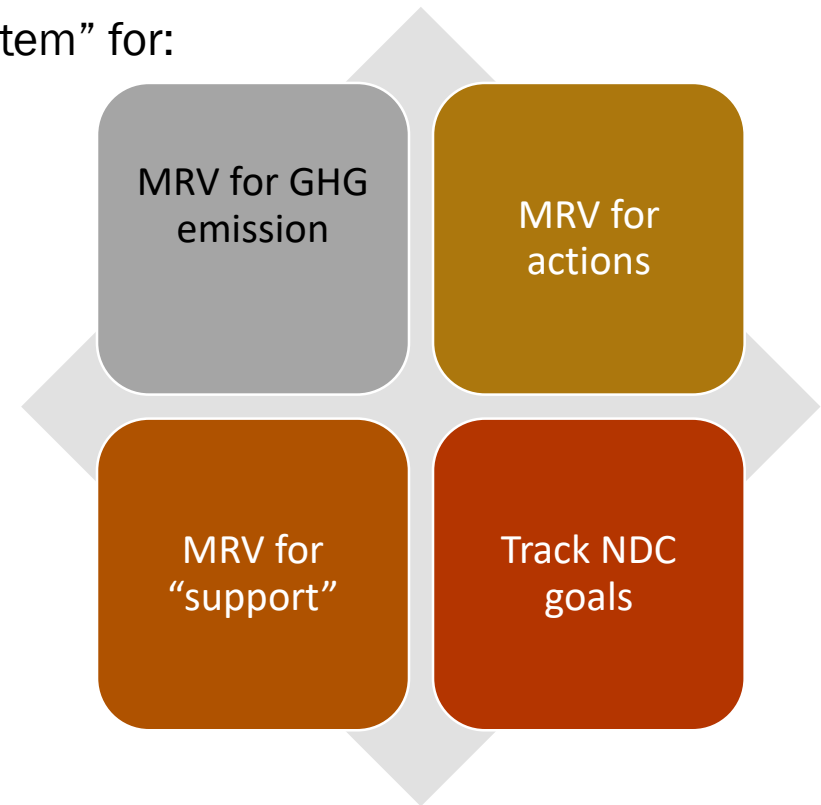 tem” for:
MRV for GHG
emission
MRV for
actions
MRV for
“support”
Track NDC
goals